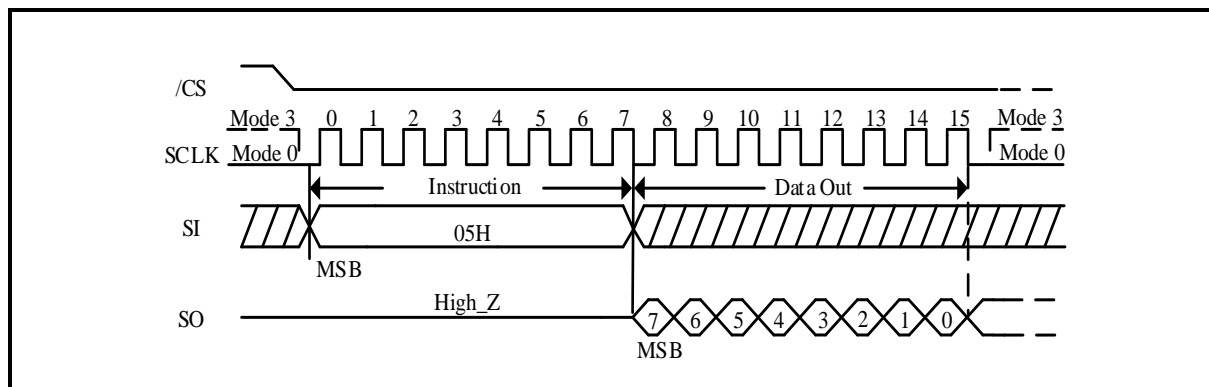 /CS
Mode 3 0 1 2 3 4 5 6 7 8 9 10 11 12 13 14 15 Mode 3
SCLK Mode 0 Mode 0
Instruction Data Out
SI 05H
MSB
High_Z
SO 7 6 5 4 3 2 1 0
MSB